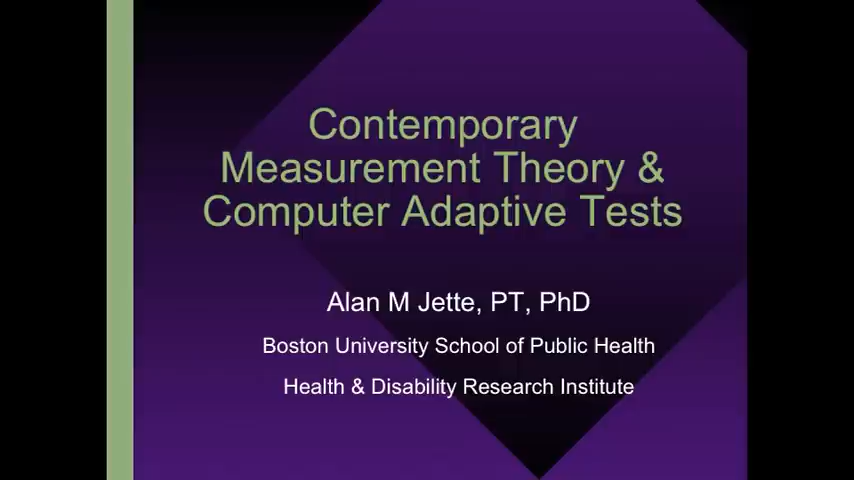 Contemporary
Measurement Theory &
Computer Adaptive Tests
Alan M Jette, PT, PhD
Boston University School of Public Health
Health & Disability Research Institute